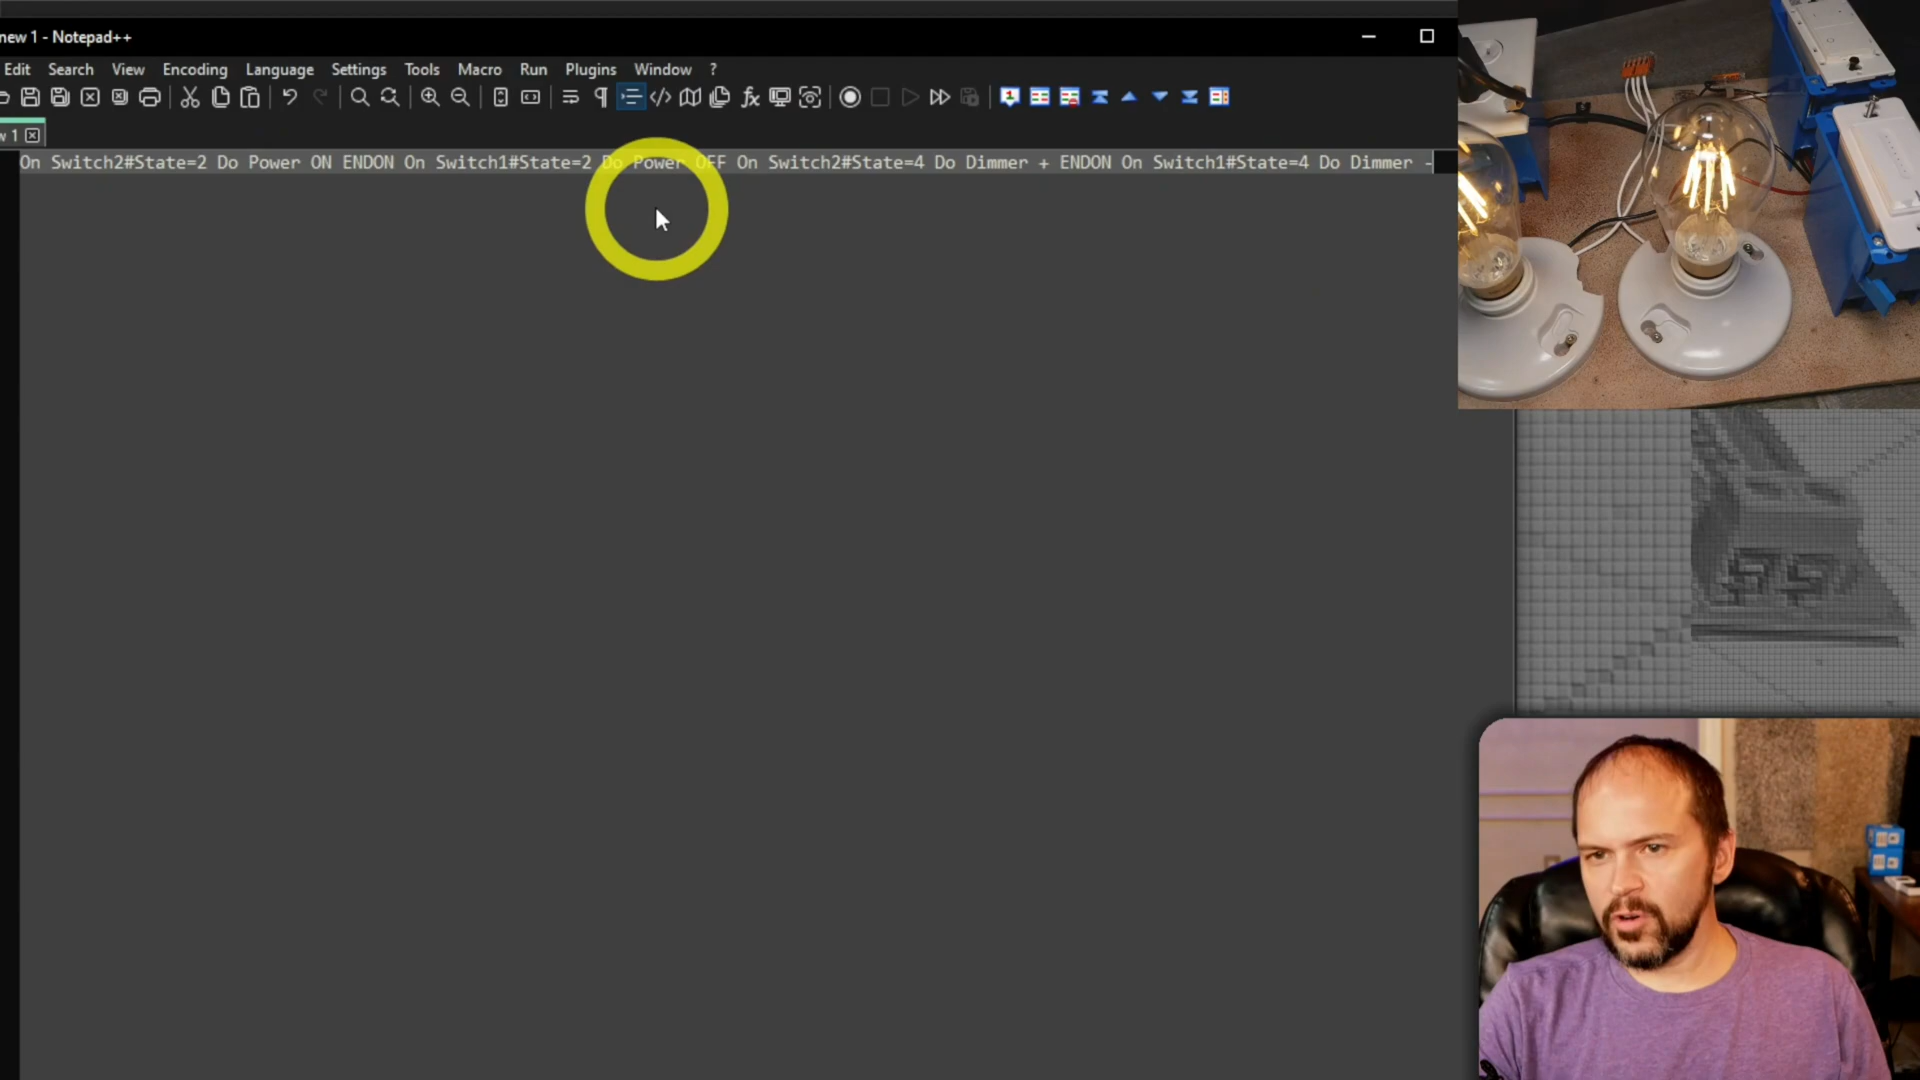 new 1 - Notepad++
Edit Search View Encoding Language Settings Tools Macro Run Plugins Window ?
w 1
On Switch2#State=2 Do Power ON ENDON On Switch1#State=2 Do Power OFF On Switch2#State=4 Do Dimmer + ENDON On Switch1#State=4 Do Dimmer -